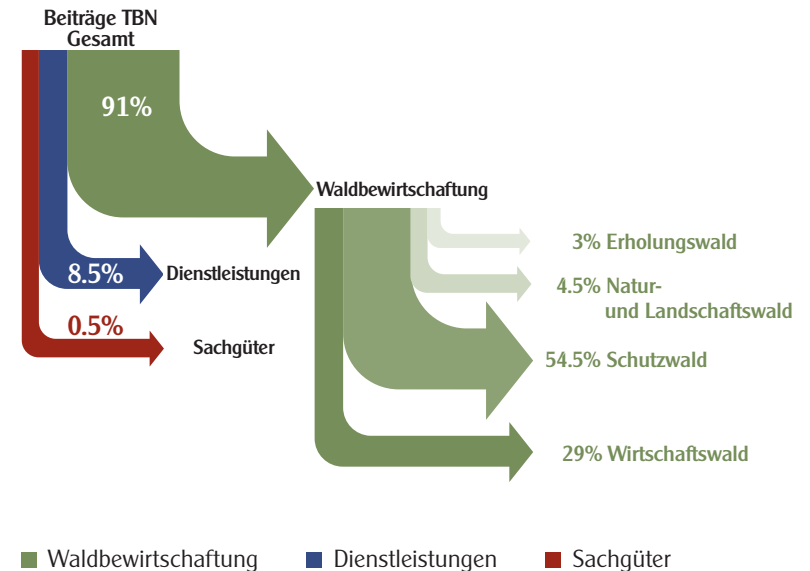 Beiträge TBN
Gesamt
91%
Waldbewirtschaftung
3% Erholungswald
8.5% Dienstleistungen
4.5% Natur-
und Landschaftswald
0.5%
Sachgüter
54.5% Schutzwald
29% Wirtschaftswald
Waldbewirtschaftung Dienstleistungen Sachgüter